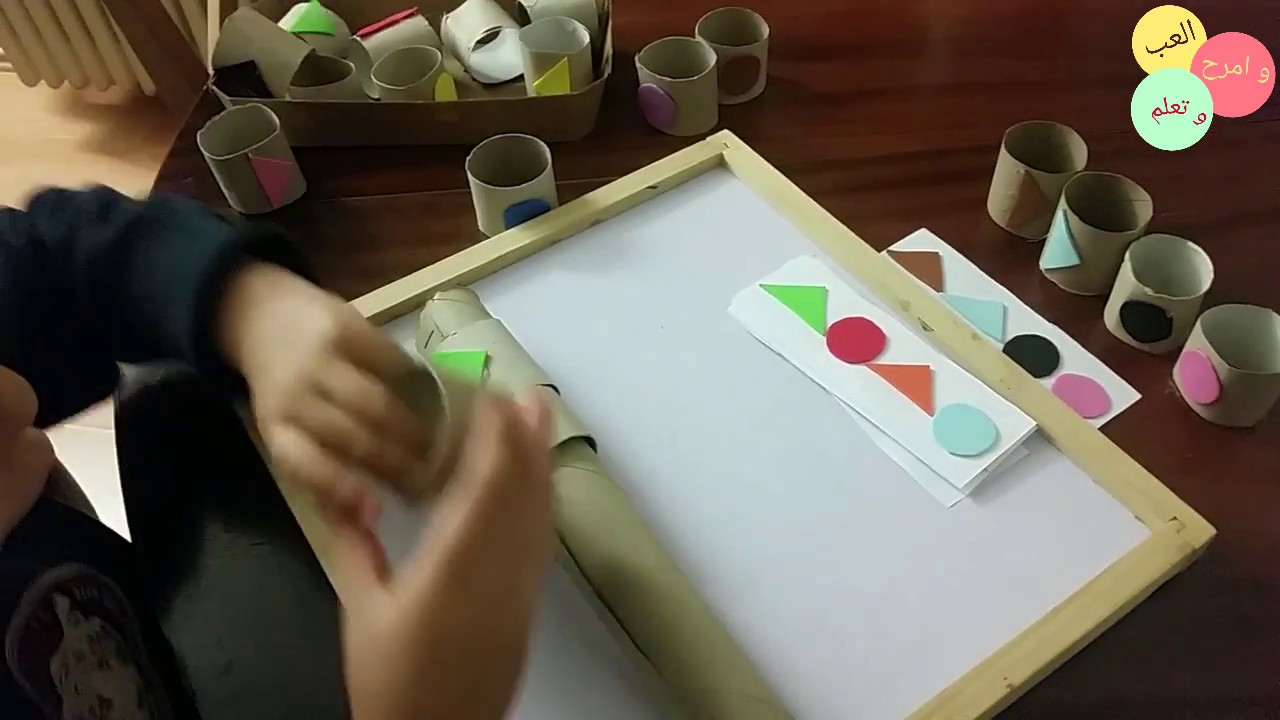 العب
و امرح
و تعلم